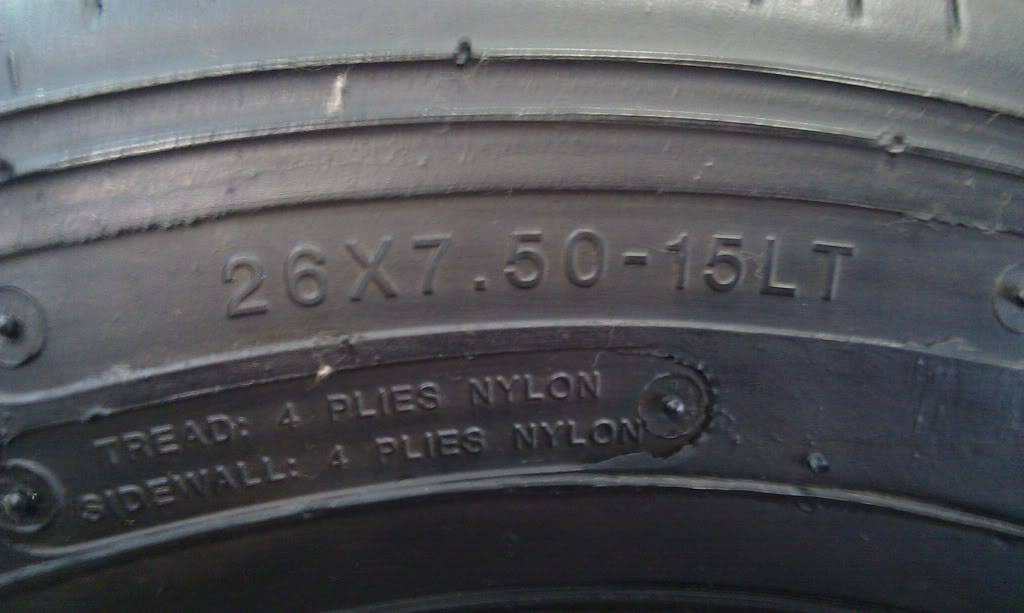 26X7.50-15LT
TREAD: 4 PLIES NYLON
SIDEWALL: 4 PLIES NYLON